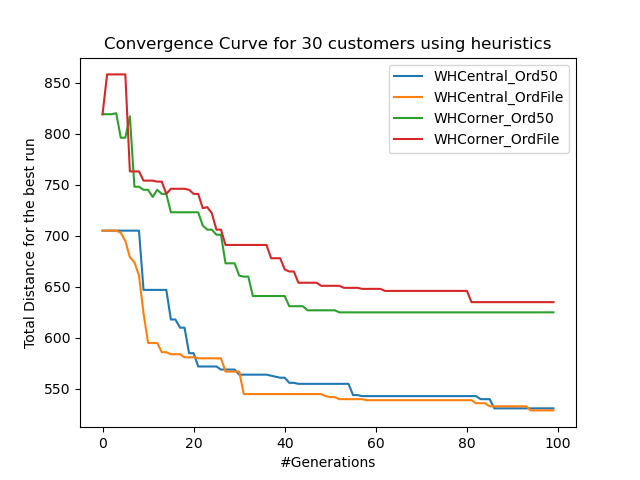 Convergence Curve for 30 customers using heuristics
WHCentral_Ord50
WHCentral_OrdFile
WHCorner_Ord50
WHCorner_OrdFile
Total Distance for the best run
850
800
750
700
650
600
550
0 20 40 60 80 100
#Generations